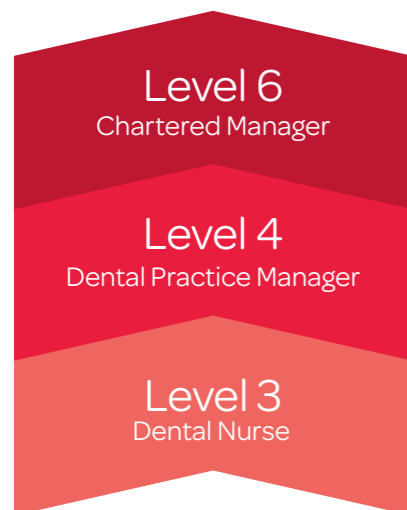 Level 6
Chartered Manager
Level 4
Dental Practice Manager
Level 3
Dental Nurse